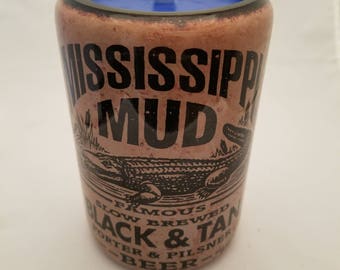 MISSISSIPPI
MUD
FAMOUS
SLOW BREWED
BLACK & TAN
PORTER & PILSNER
BEER